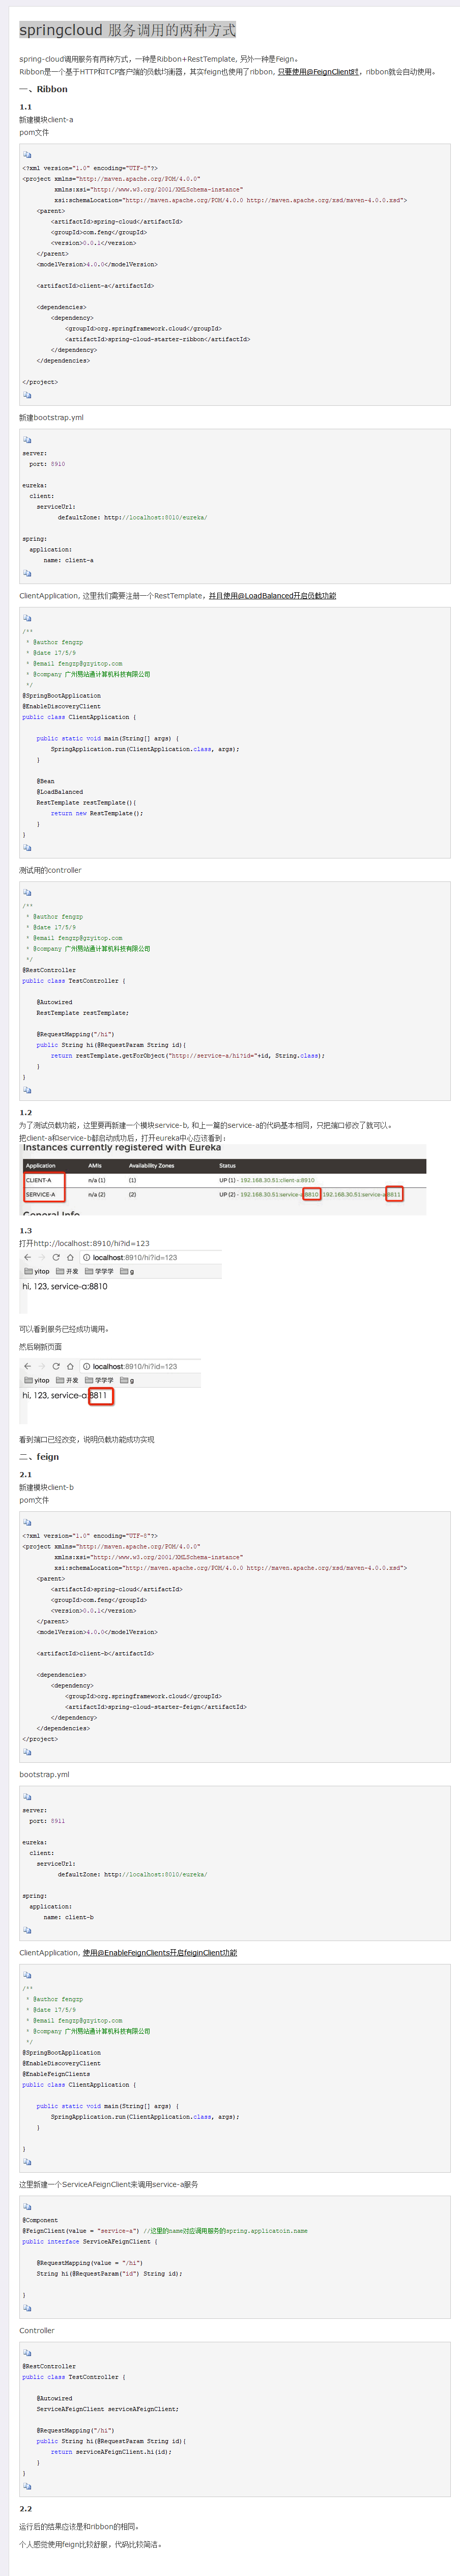 springcloud 服务调用的两种方式
spring-cloud调用服务有两种方式，一种是Ribbon+RestTemplate, 另外一种是Feign。
Ribbon是一个基于HTTP和TCP客户端的负载均衡器，其实feign也使用了ribbon, 只要使用@FeignClient时，ribbon就会自动使用。
一、Ribbon
1.1
新建模块client-a
pom文件
<?xml version="1.0" encoding="UTF-8"?>
<project xmlns="http://maven.apache.org/POM/4.0.0"
xmlns:xsi="http://www.w3.org/2001/XMLSchema-instance"
xsi:schemaLocation="http://maven.apache.org/POM/4.0.0 http://maven.apache.org/xsd/maven-4.0.0.xsd">
<parent>
<artifactId>spring-cloud</artifactId>
<groupId>com.feng</groupId>
<version>0.0.1</version>
</parent>
<modelVersion>4.0.0</modelVersion>
<artifactId>client-a</artifactId>
<dependencies>
<dependency>
<groupId>org.springframework.cloud</groupId>
<artifactId>spring-cloud-starter-ribbon</artifactId>
</dependency>
</dependencies>
</project>
新建bootstrap.yml
server:
port: 8910
eureka:
client:
serviceUrl:
defaultZone: http://localhost:8010/eureka/
spring:
application:
name: client-a
ClientApplication, 这里我们需要注册一个RestTemplate，并且使用@LoadBalanced开启负载功能
/**
* @author fengzp
* @date 17/5/9
* @email fengzp@gzyitop.com
* @company 广州易站通计算机科技有限公司
*/
@SpringBootApplication
@EnableDiscoveryClient
public class ClientApplication {
public static void main(String[] args) {
SpringApplication.run(ClientApplication.class, args);
}
@Bean
@LoadBalanced
RestTemplate restTemplate(){
return new RestTemplate();
}
}
测试用的controller
/**
* @author fengzp
* @date 17/5/9
* @email fengzp@gzyitop.com
* @company 广州易站通计算机科技有限公司
*/
@RestController
public class TestController {
@Autowired
RestTemplate restTemplate;
@RequestMapping("/hi")
public String hi(@RequestParam String id){
return restTemplate.getForObject("http://service-a/hi?id="+id, String.class);
}
}
1.2
为了测试负载功能，这里要再新建一个模块service-b, 和上一篇的service-a的代码基本相同，只把端口修改了就可以。
把client-a和service-b都启动成功后，打开eureka中心应该看到：
Instances currently registered with Eureka
Application AMIs Availability Zones Status
CLIENT-A n/a (1) (1) UP (1) - 192.168.30.51:client-a:8910
SERVICE-A n/a (2) (2) UP (2) - 192.168.30.51:service-a:8810 , 192.168.30.51:service-a:8811
General Info
1.3
打开http://localhost:8910/hi?id=123
localhost:8910/hi?id=123
yitop 开发 学学学 g
hi, 123, service-a:8810
可以看到服务已经成功调用。
然后刷新页面
localhost:8910/hi?id=123
yitop 开发 学学学 g
hi, 123, service-a:8811
看到端口已经改变，说明负载功能成功实现
二、feign
2.1
新建模块client-b
pom文件
<?xml version="1.0" encoding="UTF-8"?>
<project xmlns="http://maven.apache.org/POM/4.0.0"
xmlns:xsi="http://www.w3.org/2001/XMLSchema-instance"
xsi:schemaLocation="http://maven.apache.org/POM/4.0.0 http://maven.apache.org/xsd/maven-4.0.0.xsd">
<parent>
<artifactId>spring-cloud</artifactId>
<groupId>com.feng</groupId>
<version>0.0.1</version>
</parent>
<modelVersion>4.0.0</modelVersion>
<artifactId>client-b</artifactId>
<dependencies>
<dependency>
<groupId>org.springframework.cloud</groupId>
<artifactId>spring-cloud-starter-feign</artifactId>
</dependency>
</dependencies>
</project>
bootstrap.yml
server:
port: 8911
eureka:
client:
serviceUrl:
defaultZone: http://localhost:8010/eureka/
spring:
application:
name: client-b
ClientApplication, 使用@EnableFeignClients开启feiginClient功能
/**
* @author fengzp
* @date 17/5/9
* @email fengzp@gzyitop.com
* @company 广州易站通计算机科技有限公司
*/
@SpringBootApplication
@EnableDiscoveryClient
@EnableFeignClients
public class ClientApplication {
public static void main(String[] args) {
SpringApplication.run(ClientApplication.class, args);
}
}
这里新建一个ServiceAFeignClient来调用service-a服务
@Component
@FeignClient(value = "service-a") //这里的name对应调用服务的spring.applicatoin.name
public interface ServiceAFeignClient {
@RequestMapping(value = "/hi")
String hi(@RequestParam("id") String id);
}
Controller
@RestController
public class TestController {
@Autowired
ServiceAFeignClient serviceAFeignClient;
@RequestMapping("/hi")
public String hi(@RequestParam String id){
return serviceAFeignClient.hi(id);
}
}
2.2
运行后的结果应该是和ribbon的相同。
个人感觉使用feign比较舒服，代码比较简洁。